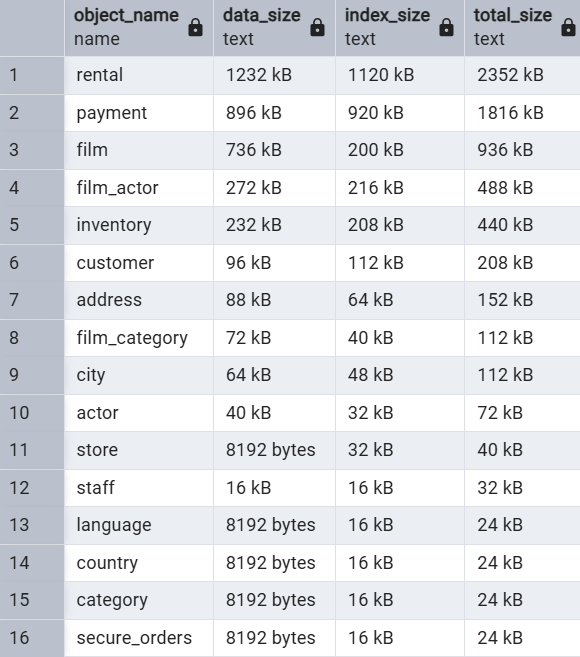 object_name data_size index_size total_size
name text text text
1 rental 1232 kB 1120 kB 2352 kB
2 payment 896 kB 920 kB 1816 kB
3 film 736 kB 200 kB 936 kB
4 film_actor 272 kB 216 kB 488 kB
5 inventory 232 kB 208 kB 440 kB
6 customer 96 kB 112 kB 208 kB
7 address 88 kB 64 kB 152 kB
8 film_category 72 kB 40 kB 112 kB
9 city 64 kB 48 kB 112 kB
10 actor 40 kB 32 kB 72 kB
11 store 8192 bytes 32 kB 40 kB
12 staff 16 kB 16 kB 32 kB
13 language 8192 bytes 16 kB 24 kB
14 country 8192 bytes 16 kB 24 kB
15 category 8192 bytes 16 kB 24 kB
16 secure_orders 8192 bytes 16 kB 24 kB